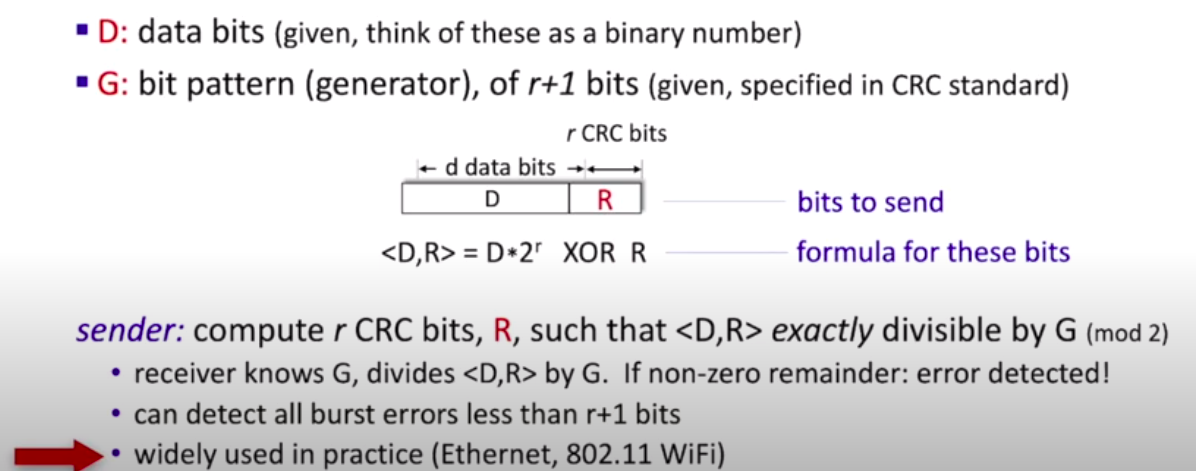 ▪ D: data bits (given, think of these as a binary number)
▪ G: bit pattern (generator), of r+1 bits (given, specified in CRC standard)
r CRC bits
d data bits
D R bits to send
<D,R> = D*2ʳ XOR R formula for these bits
sender: compute r CRC bits, R, such that <D,R> exactly divisible by G (mod 2)
• receiver knows G, divides <D,R> by G. If non-zero remainder: error detected!
• can detect all burst errors less than r+1 bits
• widely used in practice (Ethernet, 802.11 WiFi)